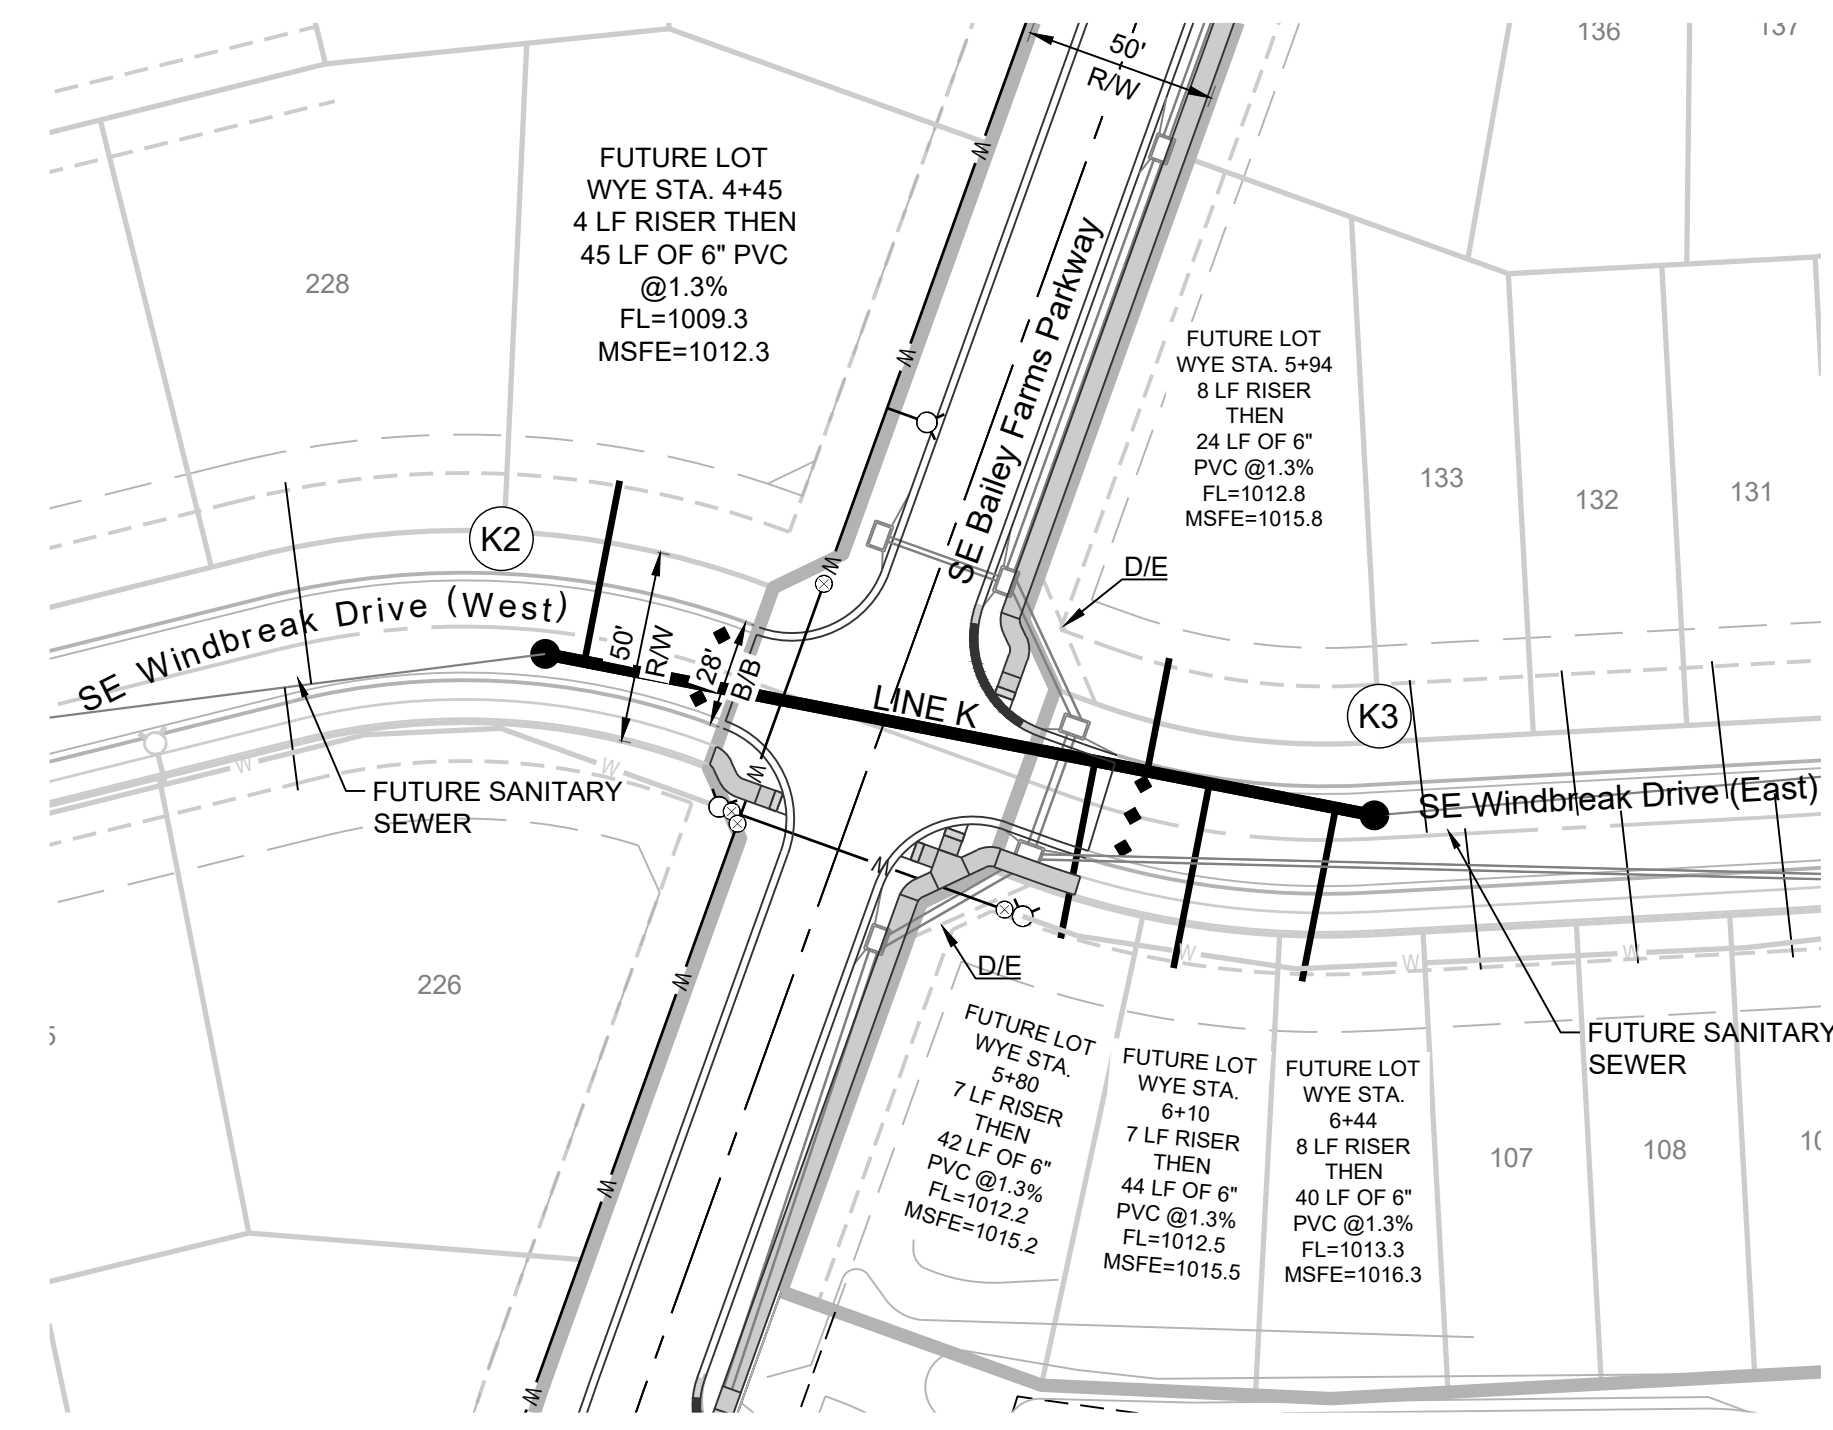 136
137
50'
R/W
FUTURE LOT
WYE STA. 4+45
4 LF RISER THEN
45 LF OF 6" PVC
@1.3%
FL=1009.3
MSFE=1012.3
228
W
W
SE Bailey Farms Parkway
FUTURE LOT
WYE STA. 5+94
8 LF RISER
THEN
24 LF OF 6"
PVC @1.3%
FL=1012.8
MSFE=1015.8
133
132
131
K2
W
D/E
SE Windbreak Drive (West)
50'
R/W
28'
B/B
LINE K
K3
W
W
W
FUTURE SANITARY
SEWER
SE Windbreak Drive (East)
W
W
W
W
226
W
D/E
FUTURE SANITARY
SEWER
FUTURE LOT
WYE STA.
5+80
7 LF RISER
THEN
42 LF OF 6"
PVC @1.3%
FL=1012.2
MSFE=1015.2
FUTURE LOT
WYE STA.
6+10
7 LF RISER
THEN
44 LF OF 6"
PVC @1.3%
FL=1012.5
MSFE=1015.5
FUTURE LOT
WYE STA.
6+44
8 LF RISER
THEN
40 LF OF 6"
PVC @1.3%
FL=1013.3
MSFE=1016.3
107
108
W
W